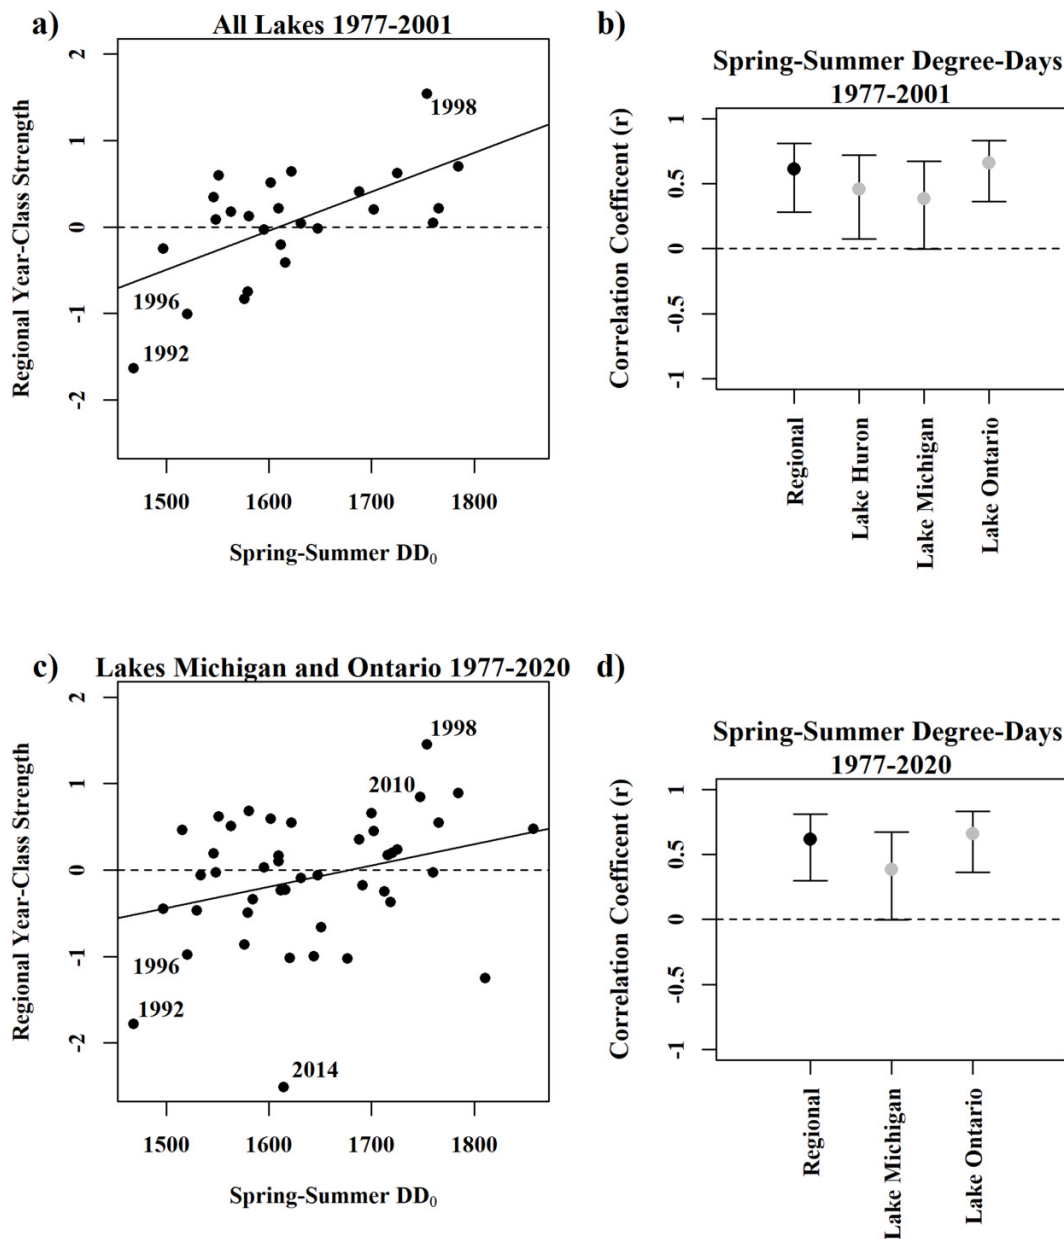 a)
All Lakes 1977-2001
Regional Year-Class Strength
2
1
0
-1
-2
1998
1996
1992
1500 1600 1700 1800
Spring-Summer DD₀
b)
Spring-Summer Degree-Days
1977-2001
Correlation Coefficent (r)
1
0.5
0
-0.5
-1
Regional
Lake Huron
Lake Michigan
Lake Ontario
c)
Lakes Michigan and Ontario 1977-2020
Regional Year-Class Strength
2
1
0
-1
-2
1998
2010
1996
1992
2014
1500 1600 1700 1800
Spring-Summer DD₀
d)
Spring-Summer Degree-Days
1977-2020
Correlation Coefficent (r)
1
0.5
0
-0.5
-1
Regional
Lake Michigan
Lake Ontario